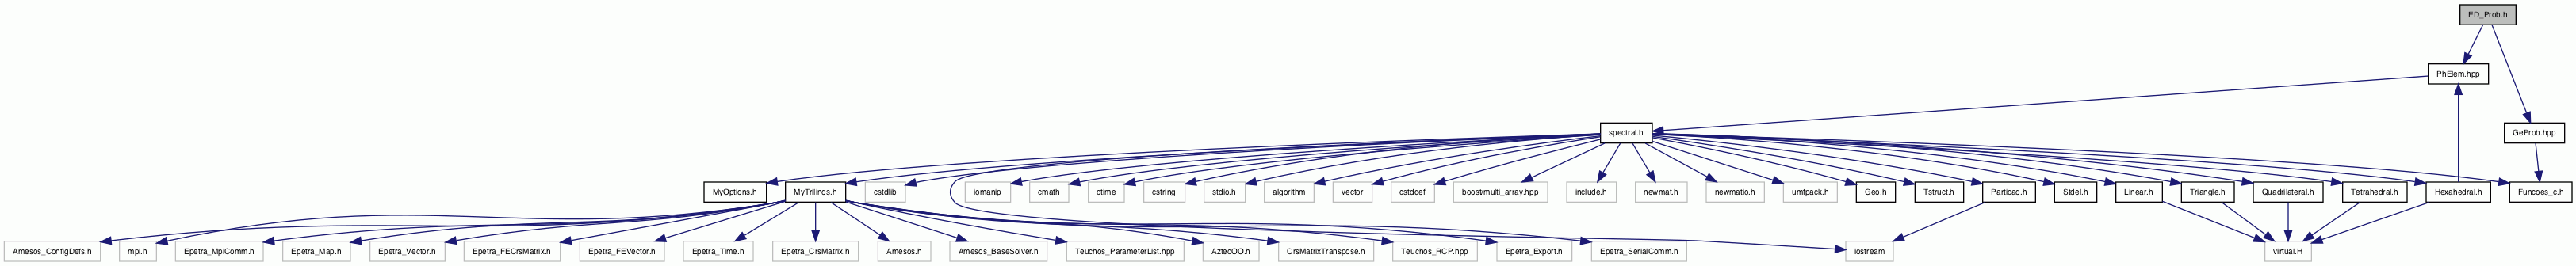 ED_Prob.h
PhElem.hpp
spectral.h
GeProb.hpp
MyOptions.h
MyTrilinos.h
cstdlib
iomanip
cmath
ctime
cstring
stdio.h
algorithm
vector
cstddef
boost/multi_array.hpp
include.h
newmat.h
newmatio.h
umfpack.h
Geo.h
Tstruct.h
Particao.h
Stdel.h
Linear.h
Triangle.h
Quadrilateral.h
Tetrahedral.h
Hexahedral.h
Funcoes_c.h
Amesos_ConfigDefs.h
mpi.h
Epetra_MpiComm.h
Epetra_Map.h
Epetra_Vector.h
Epetra_FECrsMatrix.h
Epetra_FEVector.h
Epetra_Time.h
Epetra_CrsMatrix.h
Amesos.h
Amesos_BaseSolver.h
Teuchos_ParameterList.hpp
AztecOO.h
CrsMatrixTranspose.h
Teuchos_RCP.hpp
Epetra_Export.h
Epetra_SerialComm.h
iostream
virtual.H